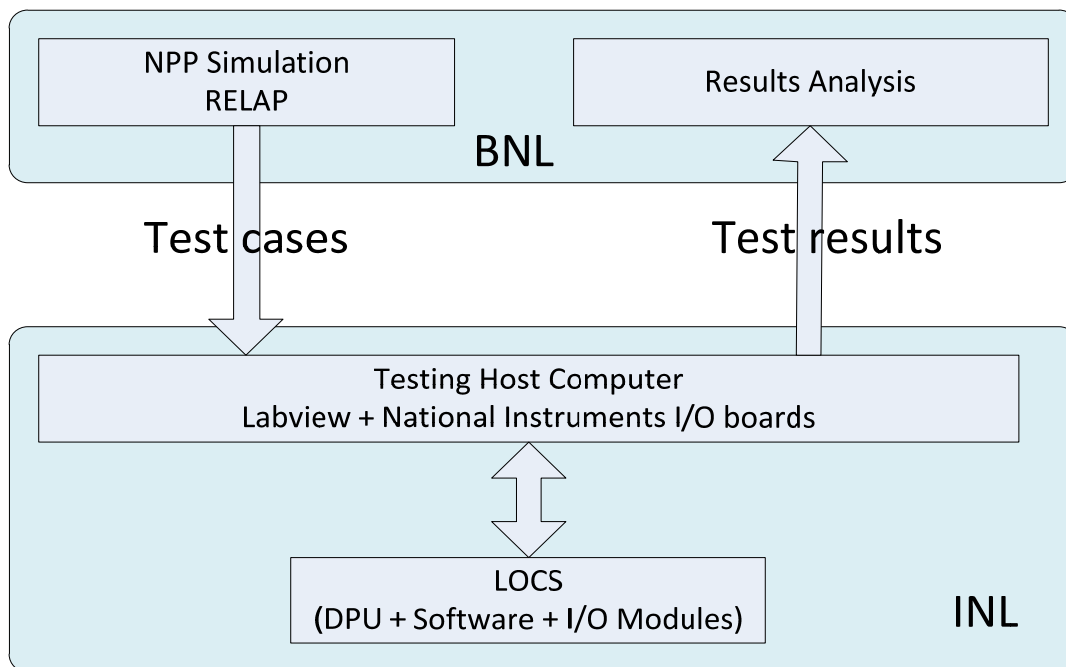 NPP Simulation
RELAP
Results Analysis
BNL
Test cases
Test results
Testing Host Computer
Labview + National Instruments I/O boards
LOCS
(DPU + Software + I/O Modules)
INL